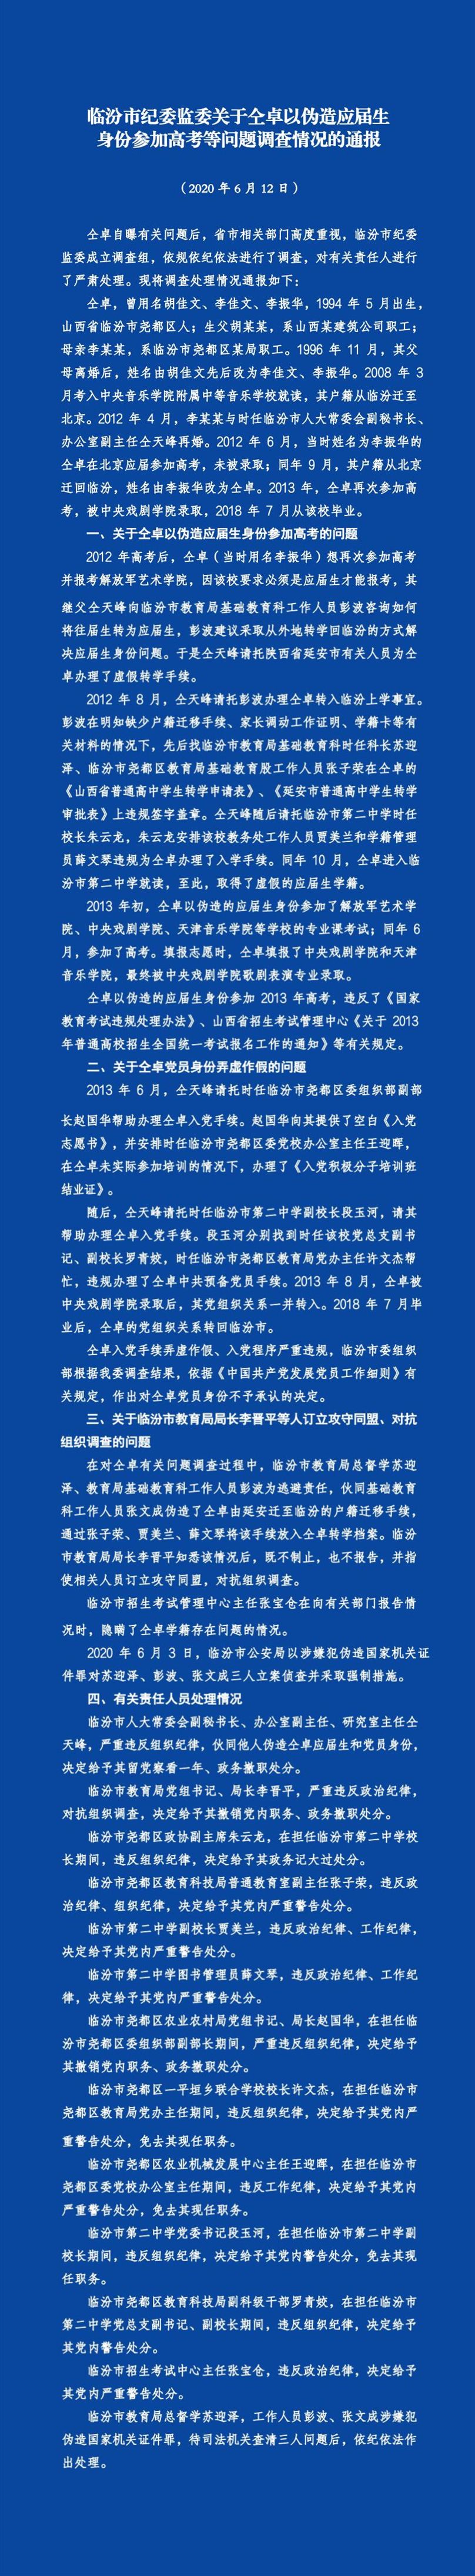 临汾市纪委监委关于仝卓以伪造应届生
身份参加高考等问题调查情况的通报
（2020 年 6 月 12 日）
仝卓自曝有关问题后，省市相关部门高度重视，临汾市纪委
监委成立调查组，依规依纪依法进行了调查，对有关责任人进行
了严肃处理。现将调查处理情况通报如下：
仝卓，曾用名胡佳文、李佳文、李振华，1994 年 5 月出生，
山西省临汾市尧都区人；生父胡某某，系山西某建筑公司职工；
母亲李某某，系临汾市尧都区某局职工。1996 年 11 月，其父
母离婚后，姓名由胡佳文先后改为李佳文、李振华。2008 年 3
月考入中央音乐学院附属中等音乐学校就读，其户籍从临汾迁至
北京。2012 年 4 月，李某某与时任临汾市人大常委会副秘书长、
办公室副主任仝天峰再婚。2012 年 6 月，当时姓名为李振华的
仝卓在北京应届参加高考，未被录取；同年 9 月，其户籍从北京
迁回临汾，姓名由李振华改为仝卓。2013 年，仝卓再次参加高
考，被中央戏剧学院录取，2018 年 7 月从该校毕业。
一、关于仝卓以伪造应届生身份参加高考的问题
2012 年高考后，仝卓（当时用名李振华）想再次参加高考
并报考解放军艺术学院，因该校要求必须是应届生才能报考，其
继父仝天峰向临汾市教育局基础教育科工作人员彭波咨询如何
将往届生转为应届生，彭波建议采取从外地转学回临汾的方式解
决应届生身份问题。于是仝天峰请托陕西省延安市有关人员为仝
卓办理了虚假转学手续。
2012 年 8 月，仝天峰请托彭波办理仝卓转入临汾上学事宜。
彭波在明知缺少户籍迁移手续、家长调动工作证明、学籍卡等有
关材料的情况下，先后找临汾市教育局基础教育科时任科长苏迎
泽、临汾市尧都区教育局基础教育股工作人员张子荣在仝卓的
《山西省普通高中学生转学申请表》、《延安市普通高中学生转学
审批表》上违规签字盖章。仝天峰随后请托临汾市第二中学时任
校长朱云龙，朱云龙安排该校教务处工作人员贾美兰和学籍管理
员薛文琴违规为仝卓办理了入学手续。同年 10 月，仝卓进入临
汾市第二中学就读，至此，取得了虚假的应届生学籍。
2013 年初，仝卓以伪造的应届生身份参加了解放军艺术学
院、中央戏剧学院、天津音乐学院等学校的专业课考试；同年 6
月，参加了高考。填报志愿时，仝卓填报了中央戏剧学院和天津
音乐学院，最终被中央戏剧学院歌剧表演专业录取。
仝卓以伪造的应届生身份参加 2013 年高考，违反了《国家
教育考试违规处理办法》、山西省招生考试管理中心《关于 2013
年普通高校招生全国统一考试报名工作的通知》等有关规定。
二、关于仝卓党员身份弄虚作假的问题
2013 年 6 月，仝天峰请托时任临汾市尧都区委组织部副部
长赵国华帮助办理仝卓入党手续。赵国华向其提供了空白《入党
志愿书》，并安排时任临汾市尧都区委党校办公室主任王迎晖，
在仝卓未实际参加培训的情况下，办理了《入党积极分子培训班
结业证》。
随后，仝天峰请托时任临汾市第二中学副校长段玉河，请其
帮助办理仝卓入党手续。段玉河分别找到时任该校党总支副书
记、副校长罗青姣，时任临汾市尧都区教育局党办主任许文杰帮
忙，违规办理了仝卓中共预备党员手续。2013 年 8 月，仝卓被
中央戏剧学院录取后，其党组织关系一并转入。2018 年 7 月毕
业后，仝卓的党组织关系转回临汾市。
仝卓入党手续弄虚作假、入党程序严重违规，临汾市委组织
部根据我委调查结果，依据《中国共产党发展党员工作细则》有
关规定，作出对仝卓党员身份不予承认的决定。
三、关于临汾市教育局局长李晋平等人订立攻守同盟、对抗
组织调查的问题
在对仝卓有关问题调查过程中，临汾市教育局总督学苏迎
泽、教育局基础教育科工作人员彭波为逃避责任，伙同基础教育
科工作人员张文成伪造了仝卓由延安迁至临汾的户籍迁移手续，
通过张子荣、贾美兰、薛文琴将该手续放入仝卓转学档案。临汾
市教育局局长李晋平知悉该情况后，既不制止，也不报告，并指
使相关人员订立攻守同盟，对抗组织调查。
临汾市招生考试管理中心主任张宝仓在向有关部门报告情
况时，隐瞒了仝卓学籍存在问题的情况。
2020 年 6 月 3 日，临汾市公安局以涉嫌犯伪造国家机关证
件罪对苏迎泽、彭波、张文成三人立案侦查并采取强制措施。
四、有关责任人员处理情况
临汾市人大常委会副秘书长、办公室副主任、研究室主任仝
天峰，严重违反组织纪律，伙同他人伪造仝卓应届生和党员身份，
决定给予其留党察看一年、政务撤职处分。
临汾市教育局党组书记、局长李晋平，严重违反政治纪律，
对抗组织调查，决定给予其撤销党内职务、政务撤职处分。
临汾市尧都区政协副主席朱云龙，在担任临汾市第二中学校
长期间，违反组织纪律，决定给予其政务记大过处分。
临汾市尧都区教育科技局普通教育室副主任张子荣，违反政
治纪律、组织纪律，决定给予其党内严重警告处分。
临汾市第二中学副校长贾美兰，违反政治纪律、工作纪律，
决定给予其党内严重警告处分。
临汾市第二中学图书管理员薛文琴，违反政治纪律、工作纪
律，决定给予其党内严重警告处分。
临汾市尧都区农业农村局党组书记、局长赵国华，在担任临
汾市尧都区委组织部副部长期间，严重违反组织纪律，决定给予
其撤销党内职务、政务撤职处分。
临汾市尧都区一平垣乡联合学校校长许文杰，在担任临汾市
尧都区教育局党办主任期间，违反组织纪律，决定给予其党内严
重警告处分，免去其现任职务。
临汾市尧都区农业机械发展中心主任王迎晖，在担任临汾市
尧都区委党校办公室主任期间，违反工作纪律，决定给予其党内
严重警告处分，免去其现任职务。
临汾市第二中学党委书记段玉河，在担任临汾市第二中学副
校长期间，违反组织纪律，决定给予其党内警告处分，免去其现
任职务。
临汾市尧都区教育科技局副科级干部罗青姣，在担任临汾市
第二中学党总支副书记、副校长期间，违反组织纪律，决定给予
其党内警告处分。
临汾市招生考试中心主任张宝仓，违反政治纪律，决定给予
其党内严重警告处分。
临汾市教育局总督学苏迎泽，工作人员彭波、张文成涉嫌犯
伪造国家机关证件罪，待司法机关查清三人问题后，依纪依法作
出处理。